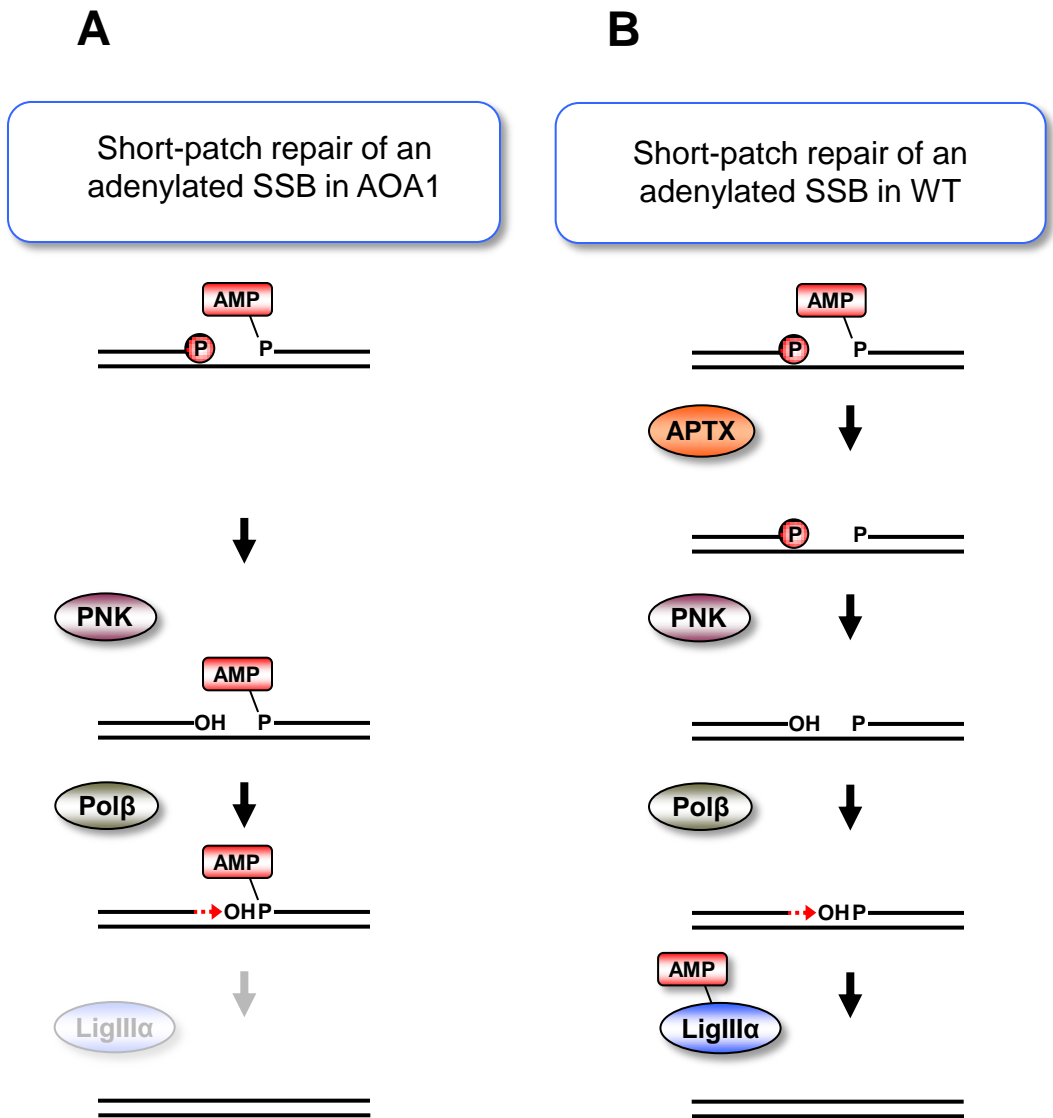 A
Short-patch repair of an
adenylated SSB in AOA1
AMP
P P
PNK
AMP
OH P
Polβ
AMP
OHP
LigIIIα
B
Short-patch repair of an
adenylated SSB in WT
AMP
P P
APTX
P P
PNK
OH P
Polβ
OHP
AMP
LigIIIα